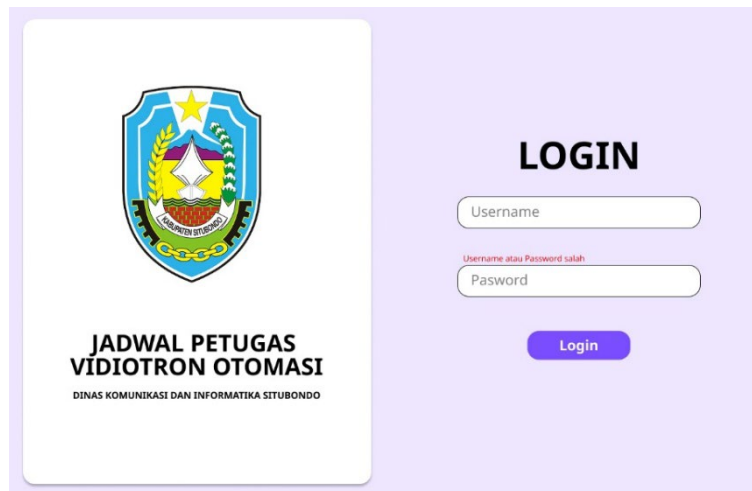 KABUPATEN SITUBONDO
JADWAL PETUGAS
VIDIOTRON OTOMASI
DINAS KOMUNIKASI DAN INFORMATIKA SITUBONDO
LOGIN
Username
Username atau Password salah
Pasword
Login